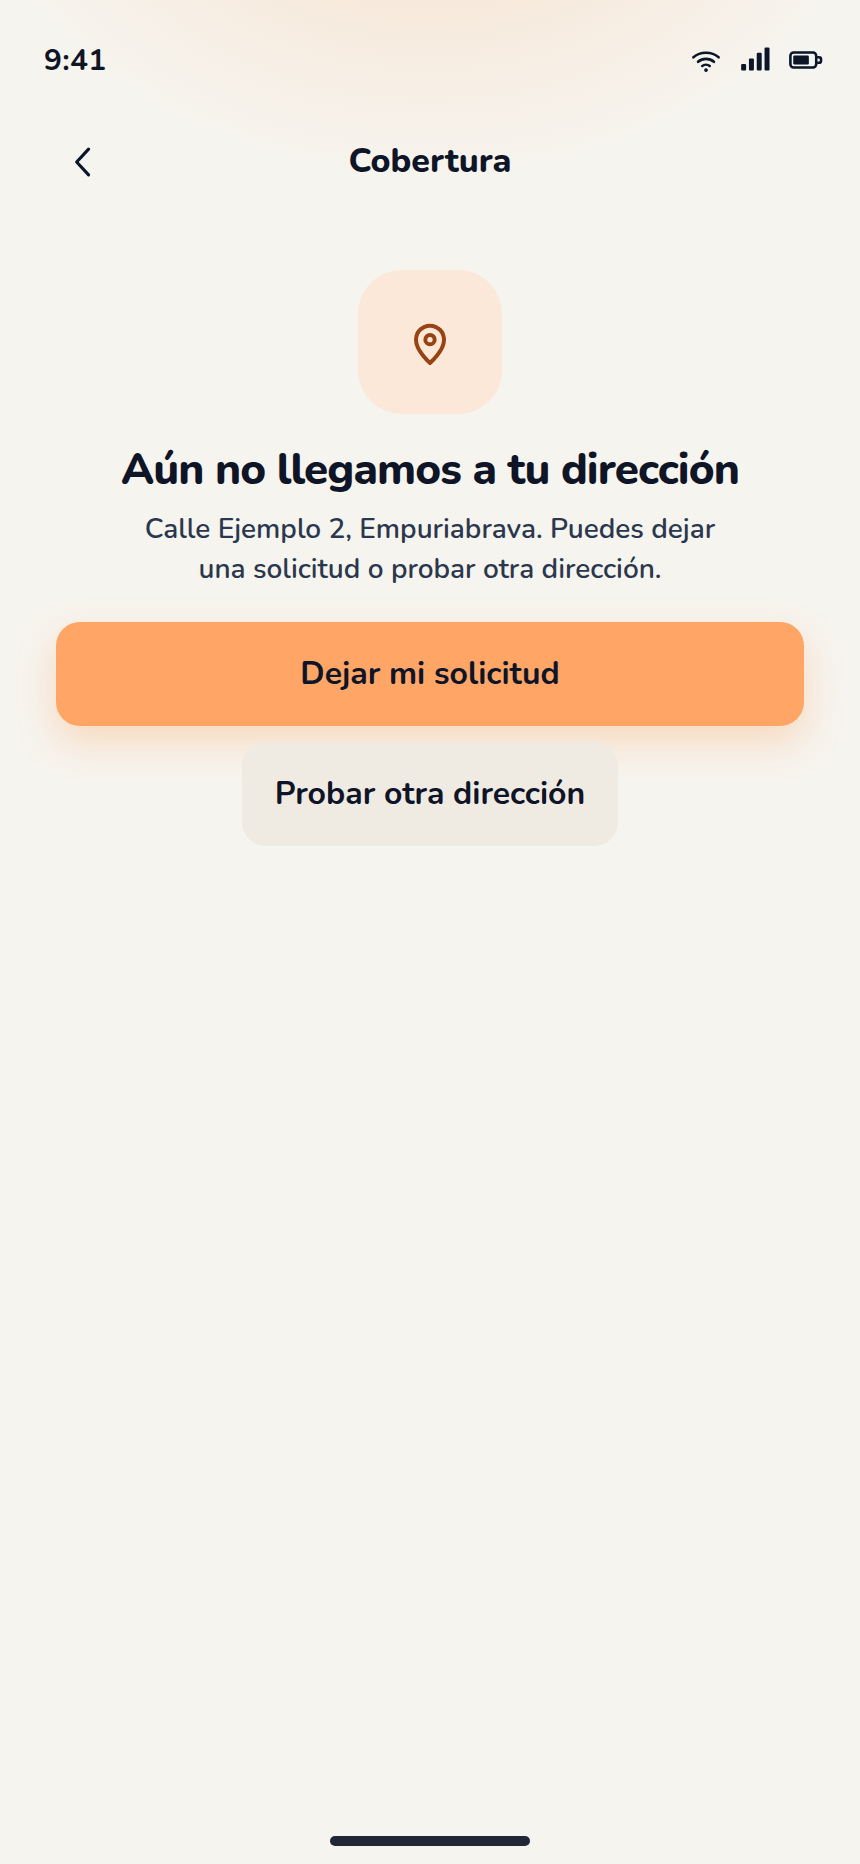 9:41
Cobertura
Aún no llegamos a tu dirección
Calle Ejemplo 2, Empuriabrava. Puedes dejar
una solicitud o probar otra dirección.
Dejar mi solicitud
Probar otra dirección